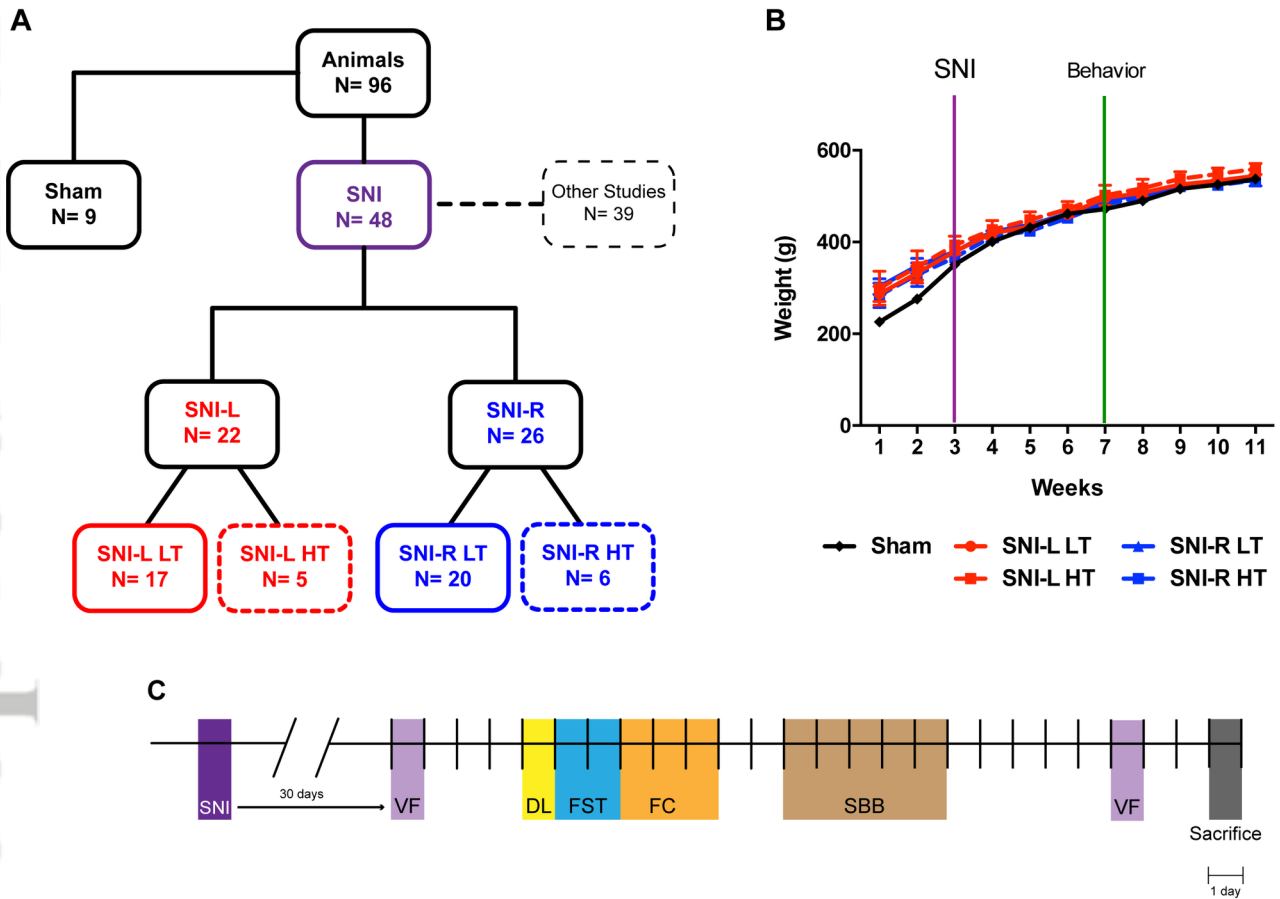 A
Animals
N= 96
Sham
N= 9
SNI
N= 48
Other Studies
N= 39
SNI-L
N= 22
SNI-R
N= 26
SNI-L LT
N= 17
SNI-L HT
N= 5
SNI-R LT
N= 20
SNI-R HT
N= 6
B
SNI
Behavior
Weight (g)
600
400
200
0
1 2 3 4 5 6 7 8 9 10 11
Weeks
Sham
SNI-L LT
SNI-R LT
SNI-L HT
SNI-R HT
C
SNI
30 days
VF
DL
FST
FC
SBB
VF
Sacrifice
1 day